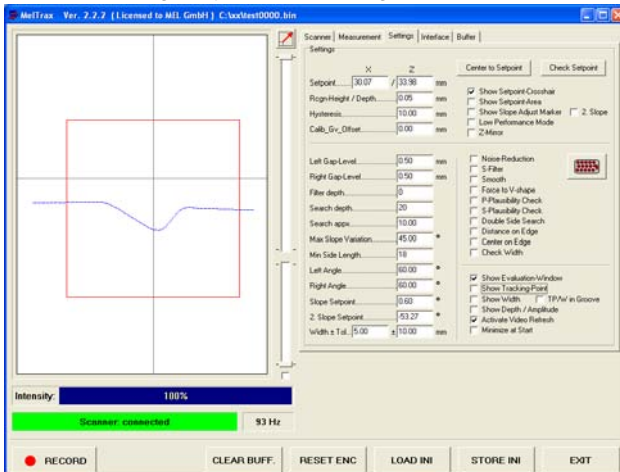 MelTrax Ver. 2.2.2 ( Licensed to MEL GmbH ) C:\xx\test0000.bin
Scanner Measurement Settings Interface Buffer
Settings
X Z
Setpoint 30.07 / 33.98 mm
Rcgn-Height / Depth 0.05 mm
Hysteresis 10.00 mm
Calib_Gv_Offset 0.00 mm
Center to Setpoint Check Setpoint
Show Setpoint-Crosshair
Show Setpoint-Area
Show Slope Adjust Marker 2. Slope
Low Performance Mode
Z-Mirror
Left Gap-Level 0.50 mm
Right Gap-Level 0.50 mm
Filter depth 0
Search depth 20
Search appx. 10.00
Max Slope Variation 45.00 °
Min Side Length 18
Left Angle 60.00 °
Right Angle 60.00 °
Slope Setpoint 0.60 °
2. Slope Setpoint -53.27 °
Width ± Tol. 5.00 ± 10.00 mm
Noise-Reduction
S-Filter
Smooth
Force to V-shape
P-Plausibility Check
S-Plausibility Check
Double Side Search
Distance on Edge
Center on Edge
Check Width
Show Evaluation-Window
Show Tracking-Point
Show Width TP/W in Groove
Show Depth / Amplitude
Activate Video Refresh
Minimize at Start
Intensity: 100%
Scanner: connected 93 Hz
RECORD CLEAR BUFF. RESET ENC LOAD INI STORE INI EXIT